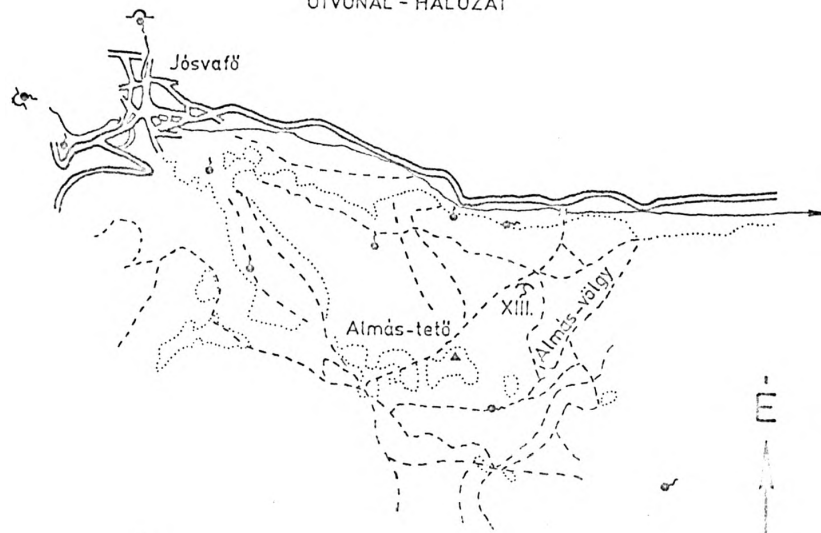 ÚTVONAL - HÁLÓZAT
Jósvafő
XIII.
Almás-völgy
Almás-tető
É